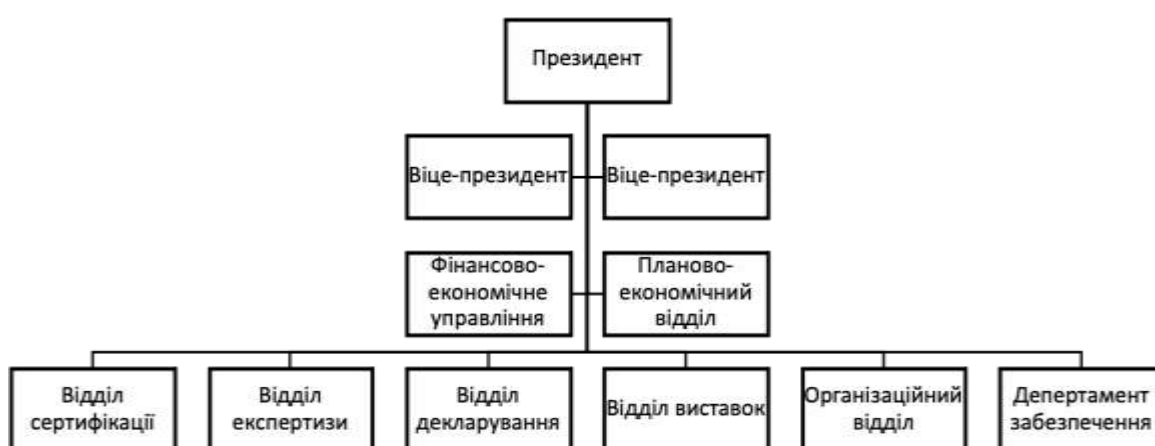 Президент
Віце-президент
Віце-президент
Фінансово-
економічне
управління
Планово-
економічний
відділ
Відділ
сертифікації
Відділ
експертизи
Відділ
декларування
Відділ виставок
Організаційний
відділ
Депертамент
забезпечення